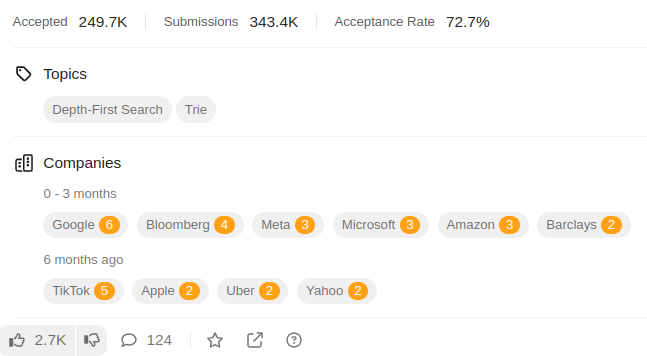 Accepted 249.7K Submissions 343.4K Acceptance Rate 72.7%
Topics
Depth-First Search Trie
Companies
0 - 3 months
Google 6 Bloomberg 4 Meta 3 Microsoft 3 Amazon 3 Barclays 2
6 months ago
TikTok 5 Apple 2 Uber 2 Yahoo 2
2.7K 124